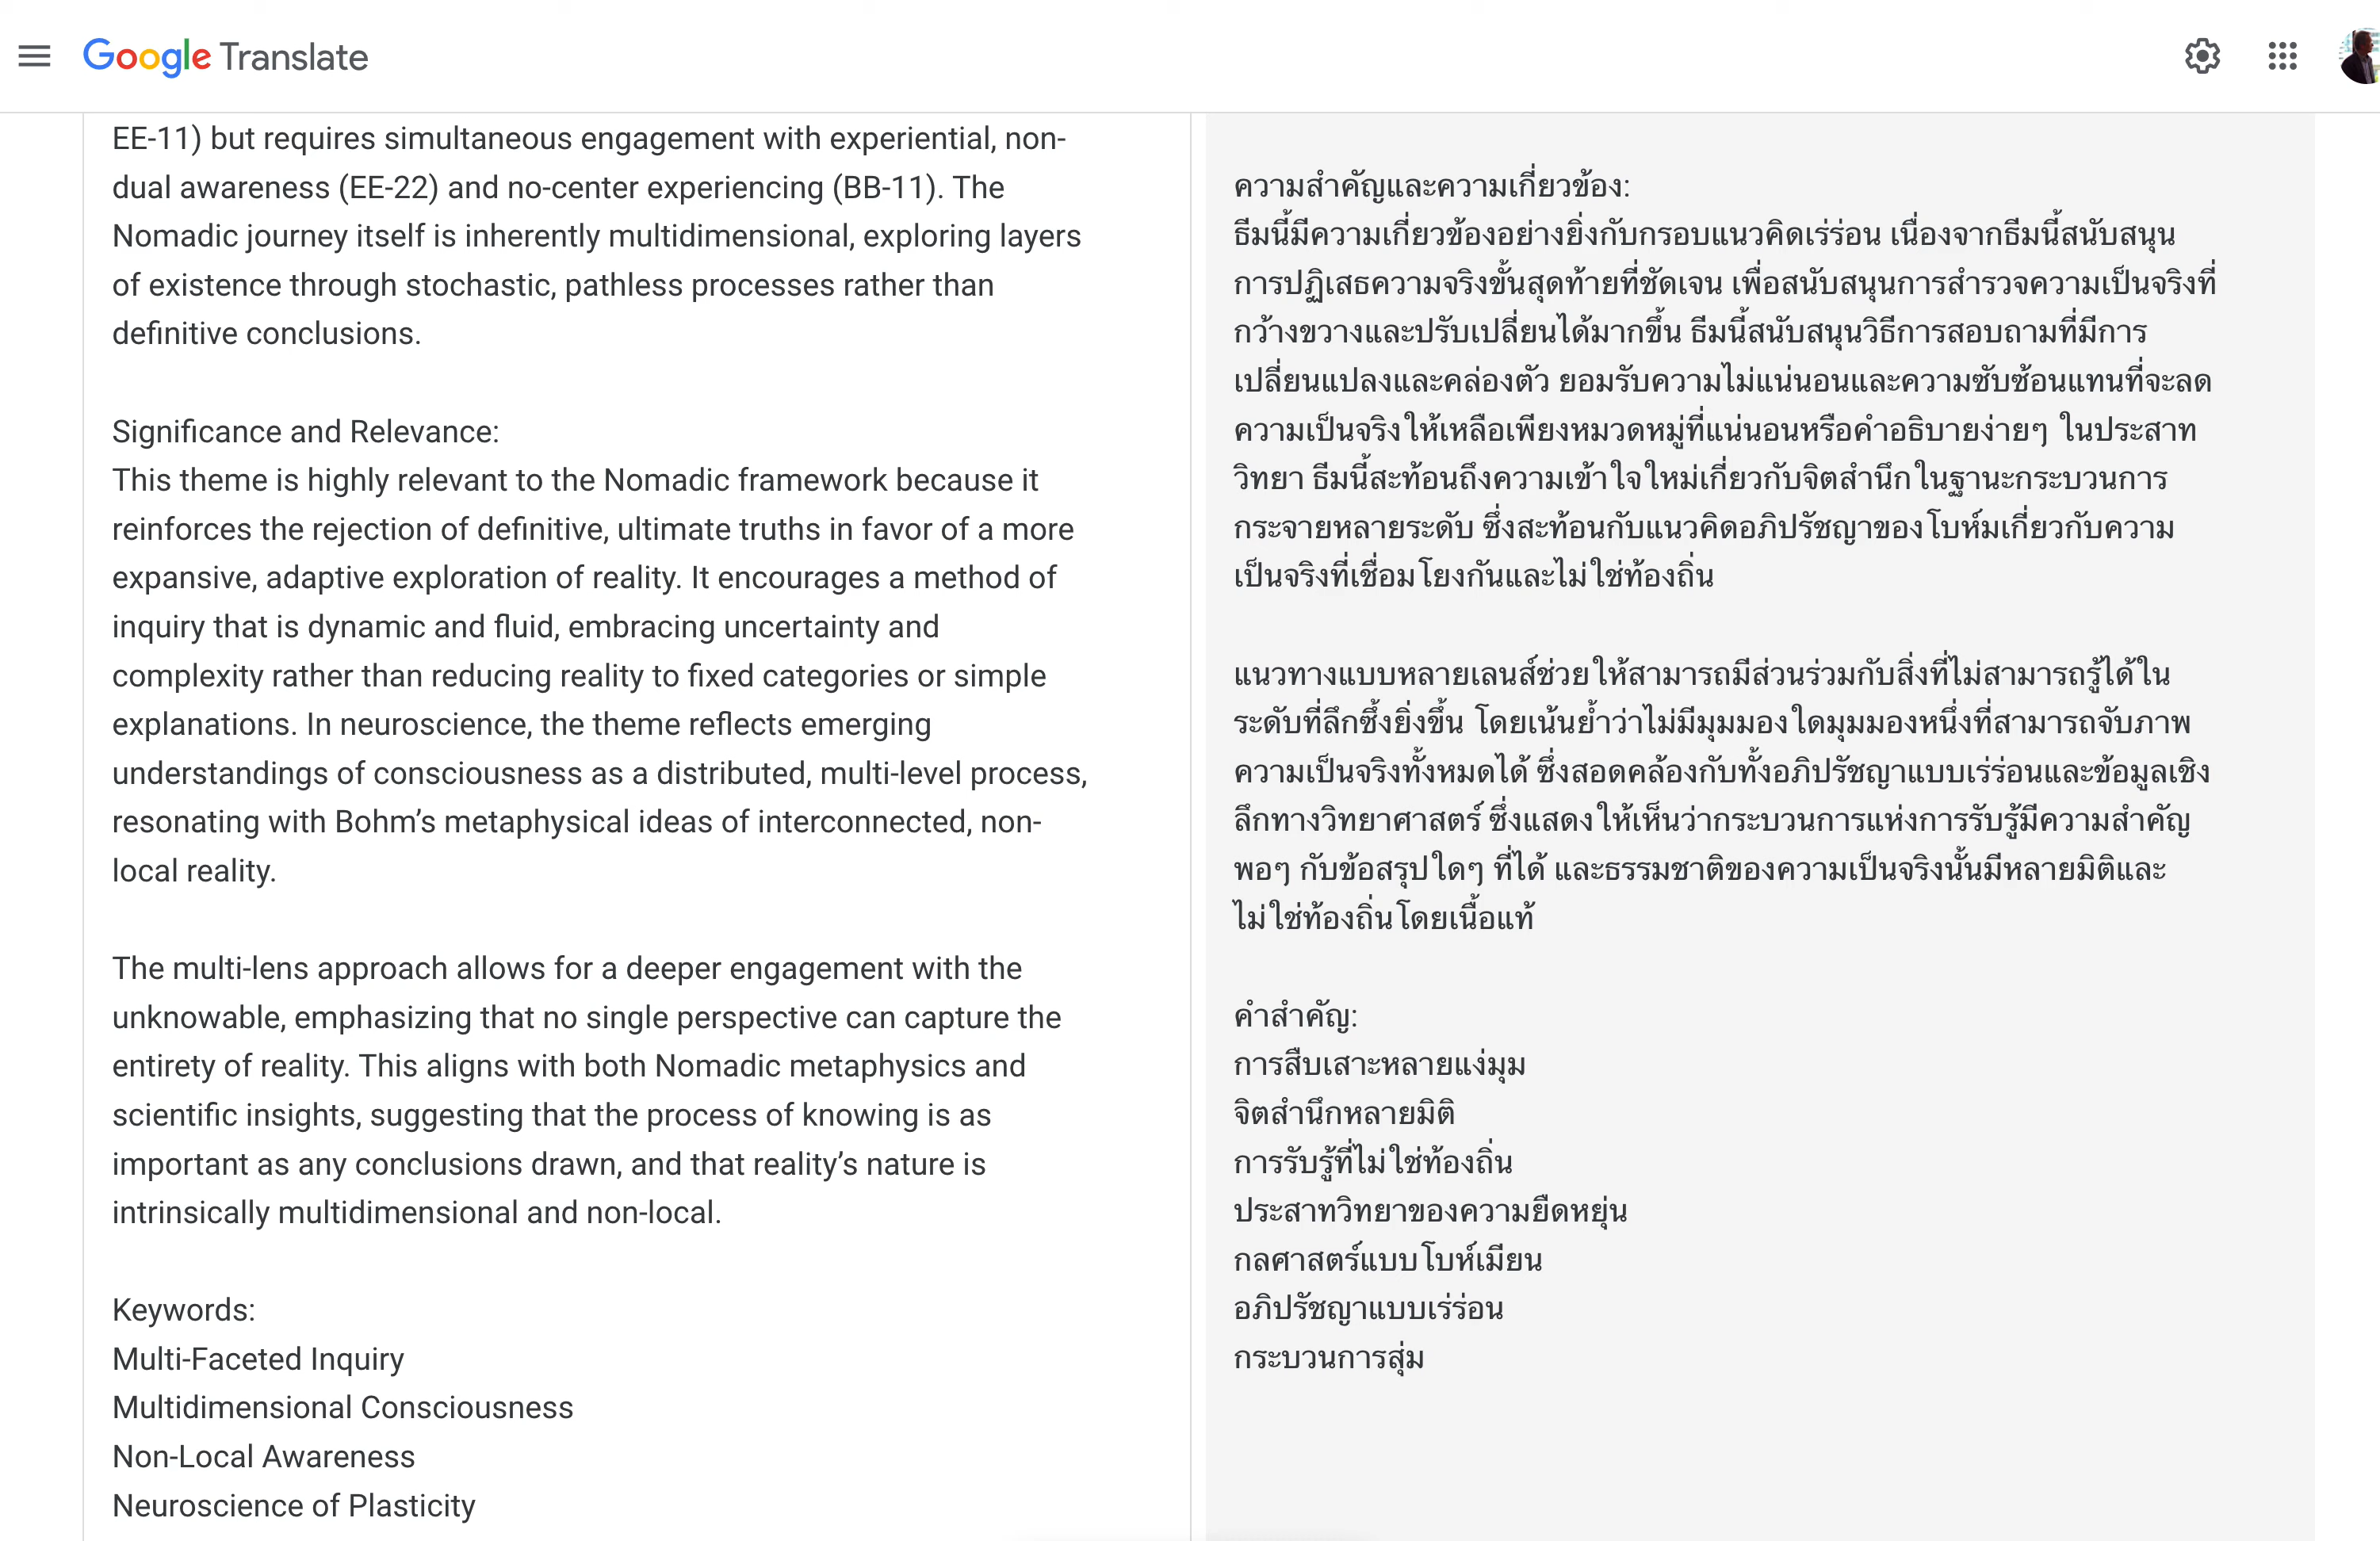 Google Translate
EE-11) but requires simultaneous engagement with experiential, non-
dual awareness (EE-22) and no-center experiencing (BB-11). The
Nomadic journey itself is inherently multidimensional, exploring layers
of existence through stochastic, pathless processes rather than
definitive conclusions.
Significance and Relevance:
This theme is highly relevant to the Nomadic framework because it
reinforces the rejection of definitive, ultimate truths in favor of a more
expansive, adaptive exploration of reality. It encourages a method of
inquiry that is dynamic and fluid, embracing uncertainty and
complexity rather than reducing reality to fixed categories or simple
explanations. In neuroscience, the theme reflects emerging
understandings of consciousness as a distributed, multi-level process,
resonating with Bohm’s metaphysical ideas of interconnected, non-
local reality.
The multi-lens approach allows for a deeper engagement with the
unknowable, emphasizing that no single perspective can capture the
entirety of reality. This aligns with both Nomadic metaphysics and
scientific insights, suggesting that the process of knowing is as
important as any conclusions drawn, and that reality’s nature is
intrinsically multidimensional and non-local.
Keywords:
Multi-Faceted Inquiry
Multidimensional Consciousness
Non-Local Awareness
Neuroscience of Plasticity
ความสำคัญและความเกี่ยวข้อง:
ธีมนี้มีความเกี่ยวข้องอย่างยิ่งกับกรอบแนวคิดเร่ร่อน เนื่องจากธีมนี้สนับสนุน
การปฏิเสธความจริงขั้นสุดท้ายที่ชัดเจน เพื่อสนับสนุนการสำรวจความเป็นจริงที่
กว้างขวางและปรับเปลี่ยนได้มากขึ้น ธีมนี้สนับสนุนวิธีการสอบถามที่มีการ
เปลี่ยนแปลงและคล่องตัว ยอมรับความไม่แน่นอนและความซับซ้อนแทนที่จะลด
ความเป็นจริงให้เหลือเพียงหมวดหมู่ที่แน่นอนหรือคำอธิบายง่ายๆ ในประสาท
วิทยา ธีมนี้สะท้อนถึงความเข้าใจใหม่เกี่ยวกับจิตสำนึกในฐานะกระบวนการ
กระจายหลายระดับ ซึ่งสะท้อนกับแนวคิดอภิปรัชญาของโบห์มเกี่ยวกับความ
เป็นจริงที่เชื่อมโยงกันและไม่ใช่ท้องถิ่น
แนวทางแบบหลายเลนส์ช่วยให้สามารถมีส่วนร่วมกับสิ่งที่ไม่สามารถรู้ได้ใน
ระดับที่ลึกซึ้งยิ่งขึ้น โดยเน้นย้ำว่าไม่มีมุมมองใดมุมมองหนึ่งที่สามารถจับภาพ
ความเป็นจริงทั้งหมดได้ ซึ่งสอดคล้องกับทั้งอภิปรัชญาแบบเร่ร่อนและข้อมูลเชิง
ลึกทางวิทยาศาสตร์ ซึ่งแสดงให้เห็นว่ากระบวนการแห่งการรับรู้มีความสำคัญ
พอๆ กับข้อสรุปใดๆ ที่ได้ และธรรมชาติของความเป็นจริงนั้นมีหลายมิติและ
ไม่ใช่ท้องถิ่นโดยเนื้อแท้
คำสำคัญ:
การสืบเสาะหลายแง่มุม
จิตสำนึกหลายมิติ
การรับรู้ที่ไม่ใช่ท้องถิ่น
ประสาทวิทยาของความยืดหยุ่น
กลศาสตร์แบบโบห์เมียน
อภิปรัชญาแบบเร่ร่อน
กระบวนการสุ่ม